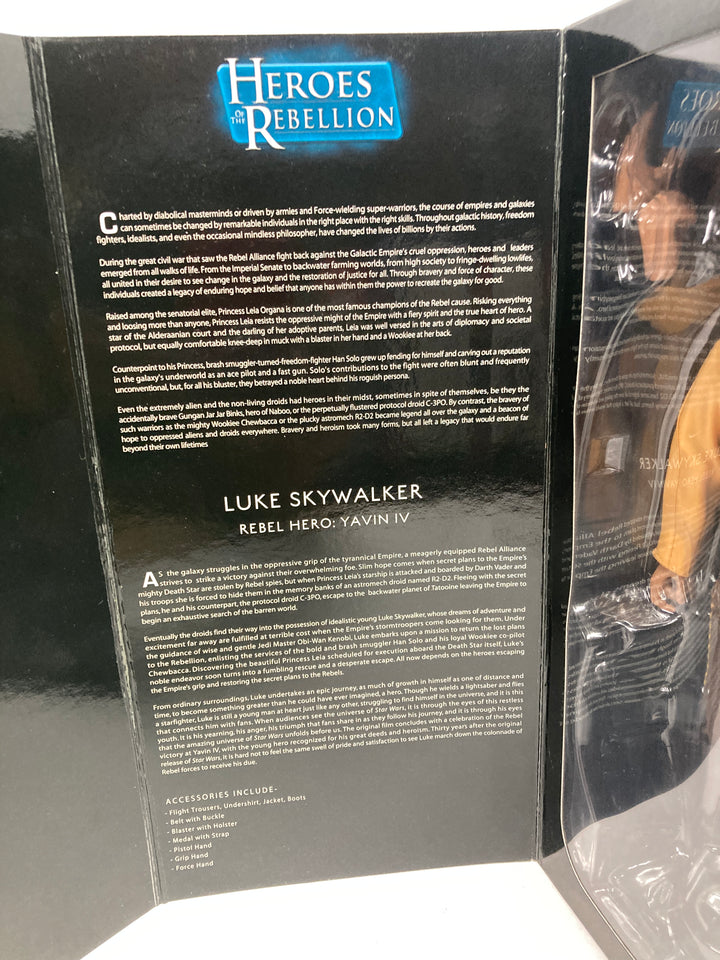 HEROES
OF THE
REBELLION
Charted by diabolical masterminds or driven by armies and Force-wielding super-warriors, the course of empires and galaxies
can sometimes be changed by remarkable individuals in the right place with the right skills. Throughout galactic history, freedom
fighters, idealists, and even the occasional mindless philosopher, have changed the lives of billions by their actions.
During the great civil war that saw the Rebel Alliance fight back against the Galactic Empire's cruel oppression, heroes and leaders
emerged from all walks of life. From the Imperial Senate to backwater farming worlds, from high society to fringe-dwelling lowlifes,
all united in their desire to see change in the galaxy and the restoration of justice for all. Through bravery and force of character, these
individuals created a legacy of enduring hope and belief that anyone has within them the power to recreate the galaxy for good.
Raised among the senatorial elite, Princess Leia Organa is one of the most famous champions of the Rebel cause. Risking everything
and loosing more than anyone, Princess Leia resists the oppressive might of the Empire with a fiery spirit and the true heart of hero. A
star of the Alderaanian court and the darling of her adoptive parents, Leia was well versed in the arts of diplomacy and societal
protocol, but equally comfortable knee-deep in muck with a blaster in her hand and a Wookiee at her back.
Counterpoint to his Princess, brash smuggler-turned-freedom-fighter Han Solo grew up fending for himself and carving out a reputation
in the galaxy's underworld as an ace pilot and a fast gun. Solo's contributions to the fight were often blunt and frequently
unconventional, but, for all his bluster, they betrayed a noble heart behind his roguish persona.
Even the extremely alien and the non-living droids had heroes in their midst, sometimes in spite of themselves, be they the
accidentally brave Gungan Jar Jar Binks, hero of Naboo, or the perpetually flustered protocol droid C-3PO. By contrast, the bravery of
such warriors as the mighty Wookiee Chewbacca or the plucky astromech R2-D2 became legend all over the galaxy and a beacon of
hope to oppressed aliens and droids everywhere. Bravery and heroism took many forms, but all left a legacy that would endure far
beyond their own lifetimes
LUKE SKYWALKER
REBEL HERO: YAVIN IV
AS the galaxy struggles in the oppressive grip of the tyrannical Empire, a meagerly equipped Rebel Alliance
strives to strike a victory against their overwhelming foe. Slim hope comes when secret plans to the Empire's
mighty Death Star are stolen by Rebel spies, but when Princess Leia's starship is attacked and boarded by Darth Vader and
his troops she is forced to hide them in the memory banks of an astromech droid named R2-D2. Fleeing with the secret
plans, he and his counterpart, the protocol droid C-3PO, escape to the backwater planet of Tatooine leaving the Empire to
begin an exhaustive search of the barren world.
Eventually the droids find their way into the possession of idealistic young Luke Skywalker, whose dreams of adventure and
excitement far away are fulfilled at terrible cost when the Empire's stormtroopers come looking for them. Under
the guidance of wise and gentle Jedi Master Obi-Wan Kenobi, Luke embarks upon a mission to return the lost plans
to the Rebellion, enlisting the services of the bold and brash smuggler Han Solo and his loyal Wookiee co-pilot
Chewbacca. Discovering the beautiful Princess Leia scheduled for execution aboard the Death Star itself, Luke's
noble endeavor soon turns into a fumbling rescue and a desperate escape. All now depends on the heroes escaping
the Empire's grip and restoring the secret plans to the Rebels.
From ordinary surroundings, Luke undertakes an epic journey, as much of growth in himself as one of distance and
time, to become something greater than he could have ever imagined, a hero. Though he wields a lightsaber and flies
a starfighter, Luke is still a young man at heart just like any other, struggling to find himself in the universe, and it is this
that connects him with fans. When audiences see the universe of Star Wars, it is through the eyes of this restless
youth. It is his yearning, his anger, his triumph that fans share in as they follow his journey, and it is through his eyes
that the amazing universe of Star Wars unfolds before us. The original film concludes with a celebration of the Rebel
victory at Yavin IV, with the young hero recognized for his great deeds and heroism. Thirty years after the original
release of Star Wars, it is hard not to feel the same swell of pride and satisfaction to see Luke march down the colonnade of
Rebel forces to receive his due.
ACCESSORIES INCLUDE-
- Flight Trousers, Undershirt, Jacket, Boots
- Belt with Buckle
- Blaster with Holster
- Medal with Strap
- Pistol Hand
- Grip Hand
- Force Hand